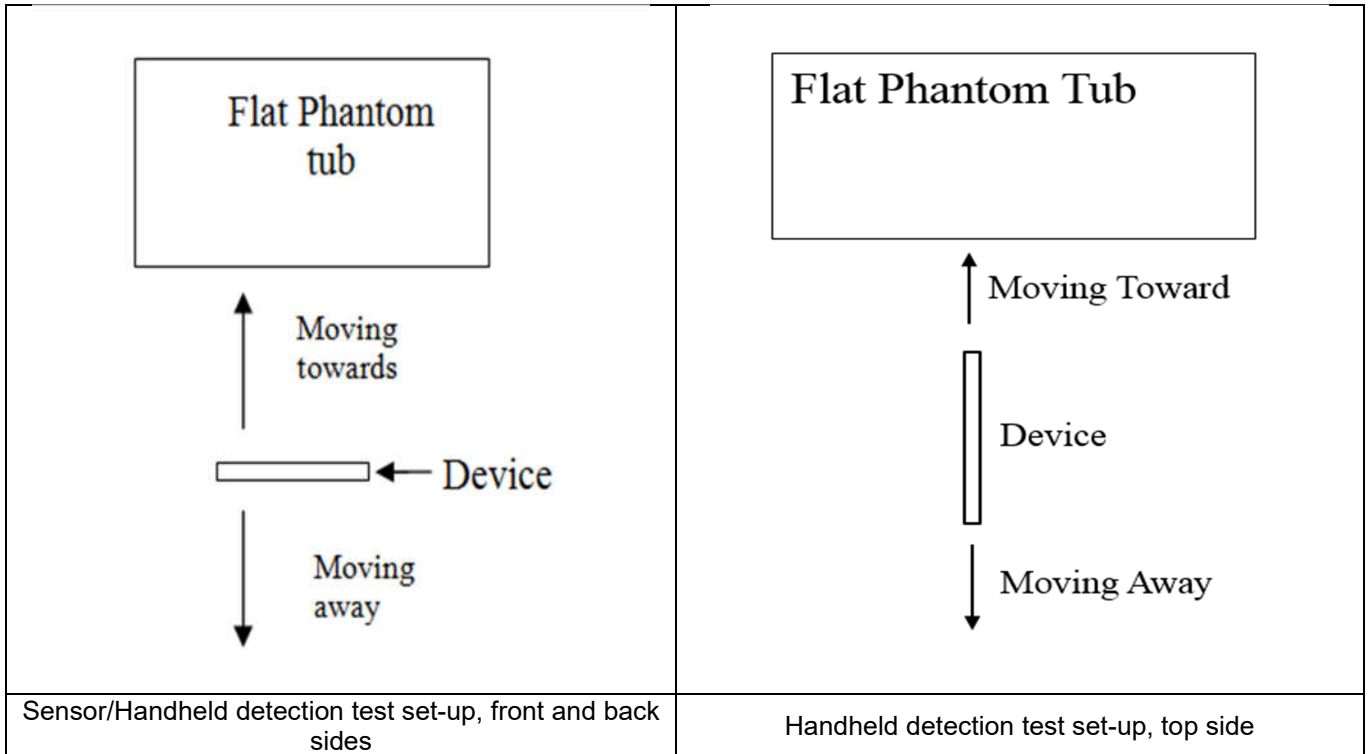 Flat Phantom
tub
Moving
towards
Device
Moving
away
Sensor/Handheld detection test set-up, front and back
sides
Flat Phantom Tub
Moving Toward
Device
Moving Away
Handheld detection test set-up, top side